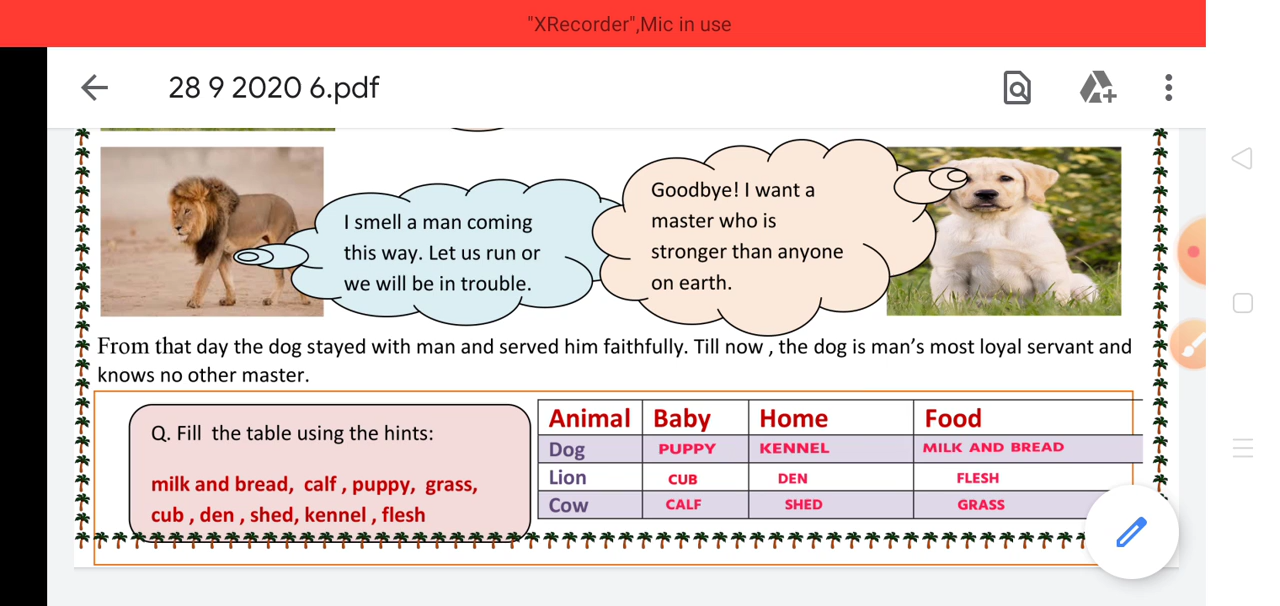 "XRecorder",Mic in use
28 9 2020 6.pdf
I smell a man coming
this way. Let us run or
we will be in trouble.
Goodbye! I want a
master who is
stronger than anyone
on earth.
From that day the dog stayed with man and served him faithfully. Till now , the dog is man’s most loyal servant and
knows no other master.
Q. Fill the table using the hints:
milk and bread, calf , puppy, grass,
cub , den , shed, kennel , flesh
Animal Baby Home Food
Dog PUPPY KENNEL MILK AND BREAD
Lion CUB DEN FLESH
Cow CALF SHED GRASS